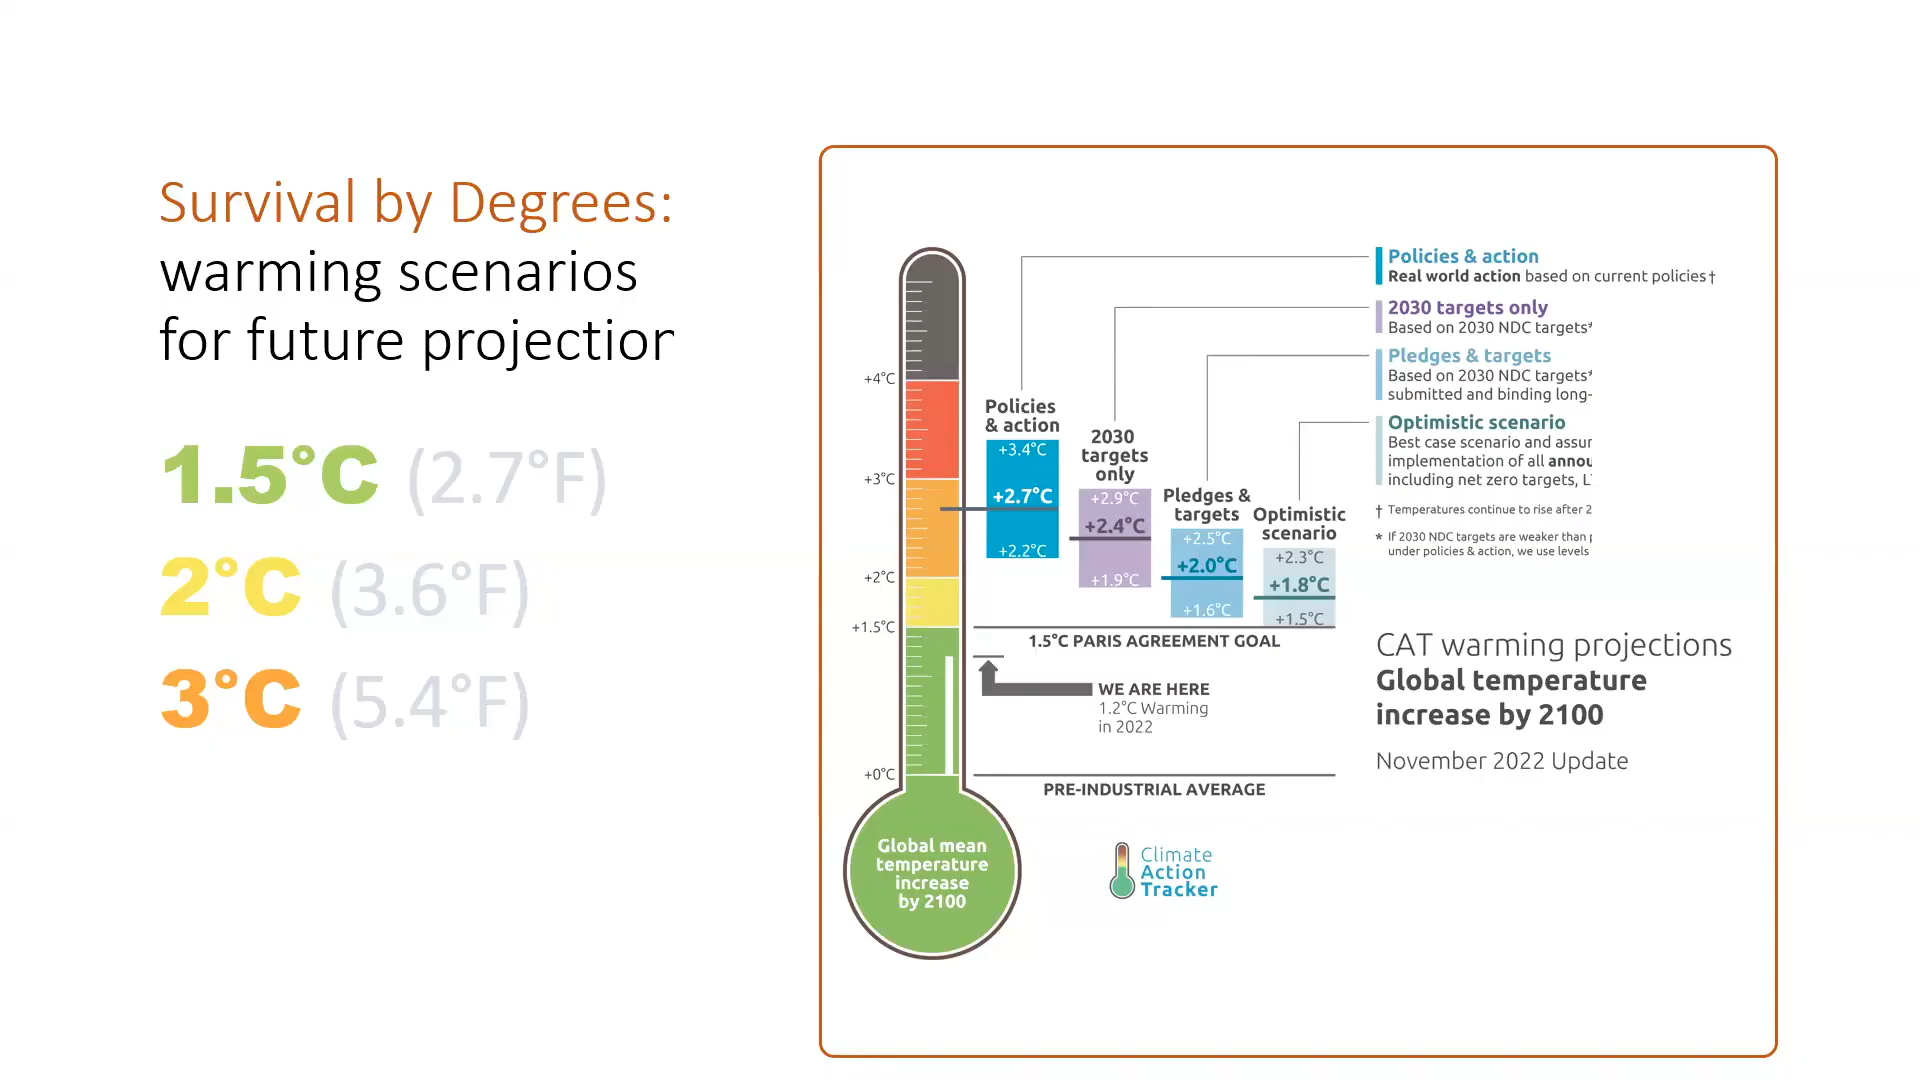 Survival by Degrees:
warming scenarios
for future
1.5°C (2.7°F)
2°C (3.6°F)
3°C (5.4°F)
+4°C
+3°C
+2°C
+1.5°C
+0°C
Policies
& action
+3.4°C
+2.7°C
+2.2°C
2030
targets
only
+2.9°C
+2.4°C
+1.9°C
Pledges &
targets
+2.5°C
+2.0°C
+1.6°C
Optimistic
scenario
+2.3°C
+1.8°C
+1.5°C
1.5°C PARIS AGREEMENT GOAL
WE ARE HERE
1.2°C Warming
in 2022
PRE-INDUSTRIAL AVERAGE
Global mean
temperature
increase
by 2100
Policies & action
Real world action based on current policies†
2030 targets only
Based on 2030 NDC targets*
Pledges & targets
Based on 2030 NDC targets*
submitted and binding long-
Optimistic scenario
Best case scenario and
implementation of all
including net zero targets,
† Temperatures continue to rise after
* If 2030 NDC targets are weaker than
under policies & action, we use levels
CAT warming projections
Global temperature
increase by 2100
November 2022 Update
Climate
Action
Tracker